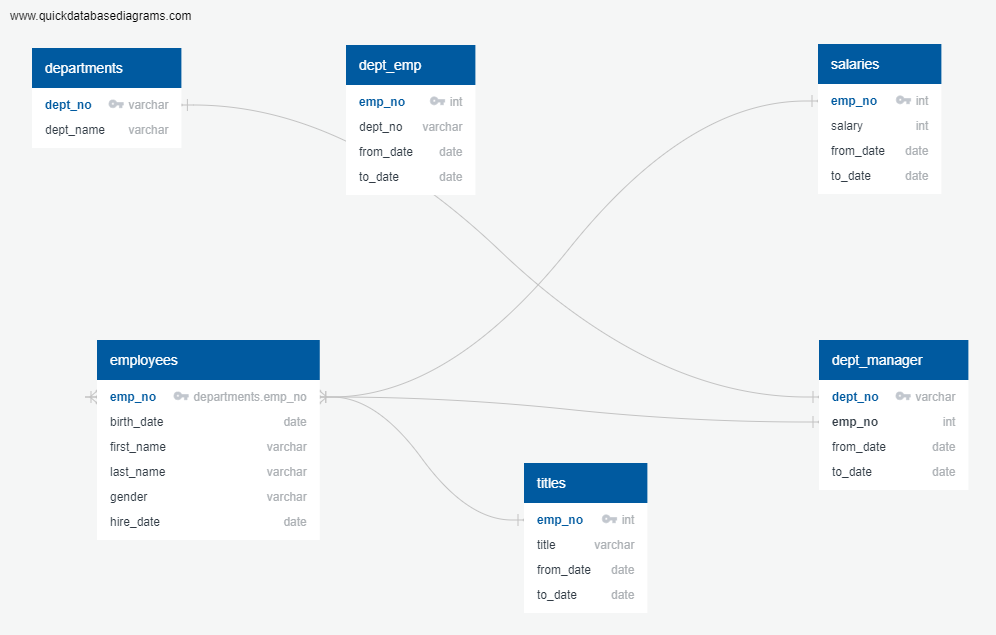 www.quickdatabasediagrams.com
departments
dept_no varchar
dept_name varchar
dept_emp
emp_no int
dept_no varchar
from_date date
to_date date
salaries
emp_no int
salary int
from_date date
to_date date
employees
emp_no departments.emp_no
birth_date date
first_name varchar
last_name varchar
gender varchar
hire_date date
dept_manager
dept_no varchar
emp_no int
from_date date
to_date date
titles
emp_no int
title varchar
from_date date
to_date date